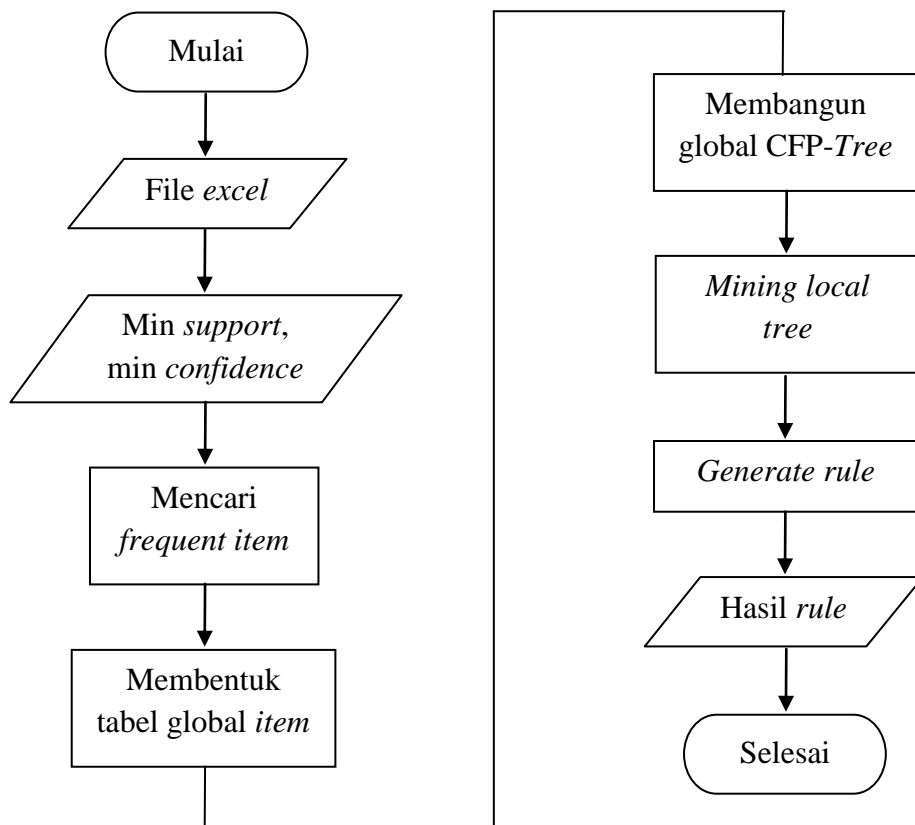 Mulai
File excel
Min support,
min confidence
Mencari
frequent item
Membentuk
tabel global item
Membangun
global CFP-Tree
Mining local
tree
Generate rule
Hasil rule
Selesai